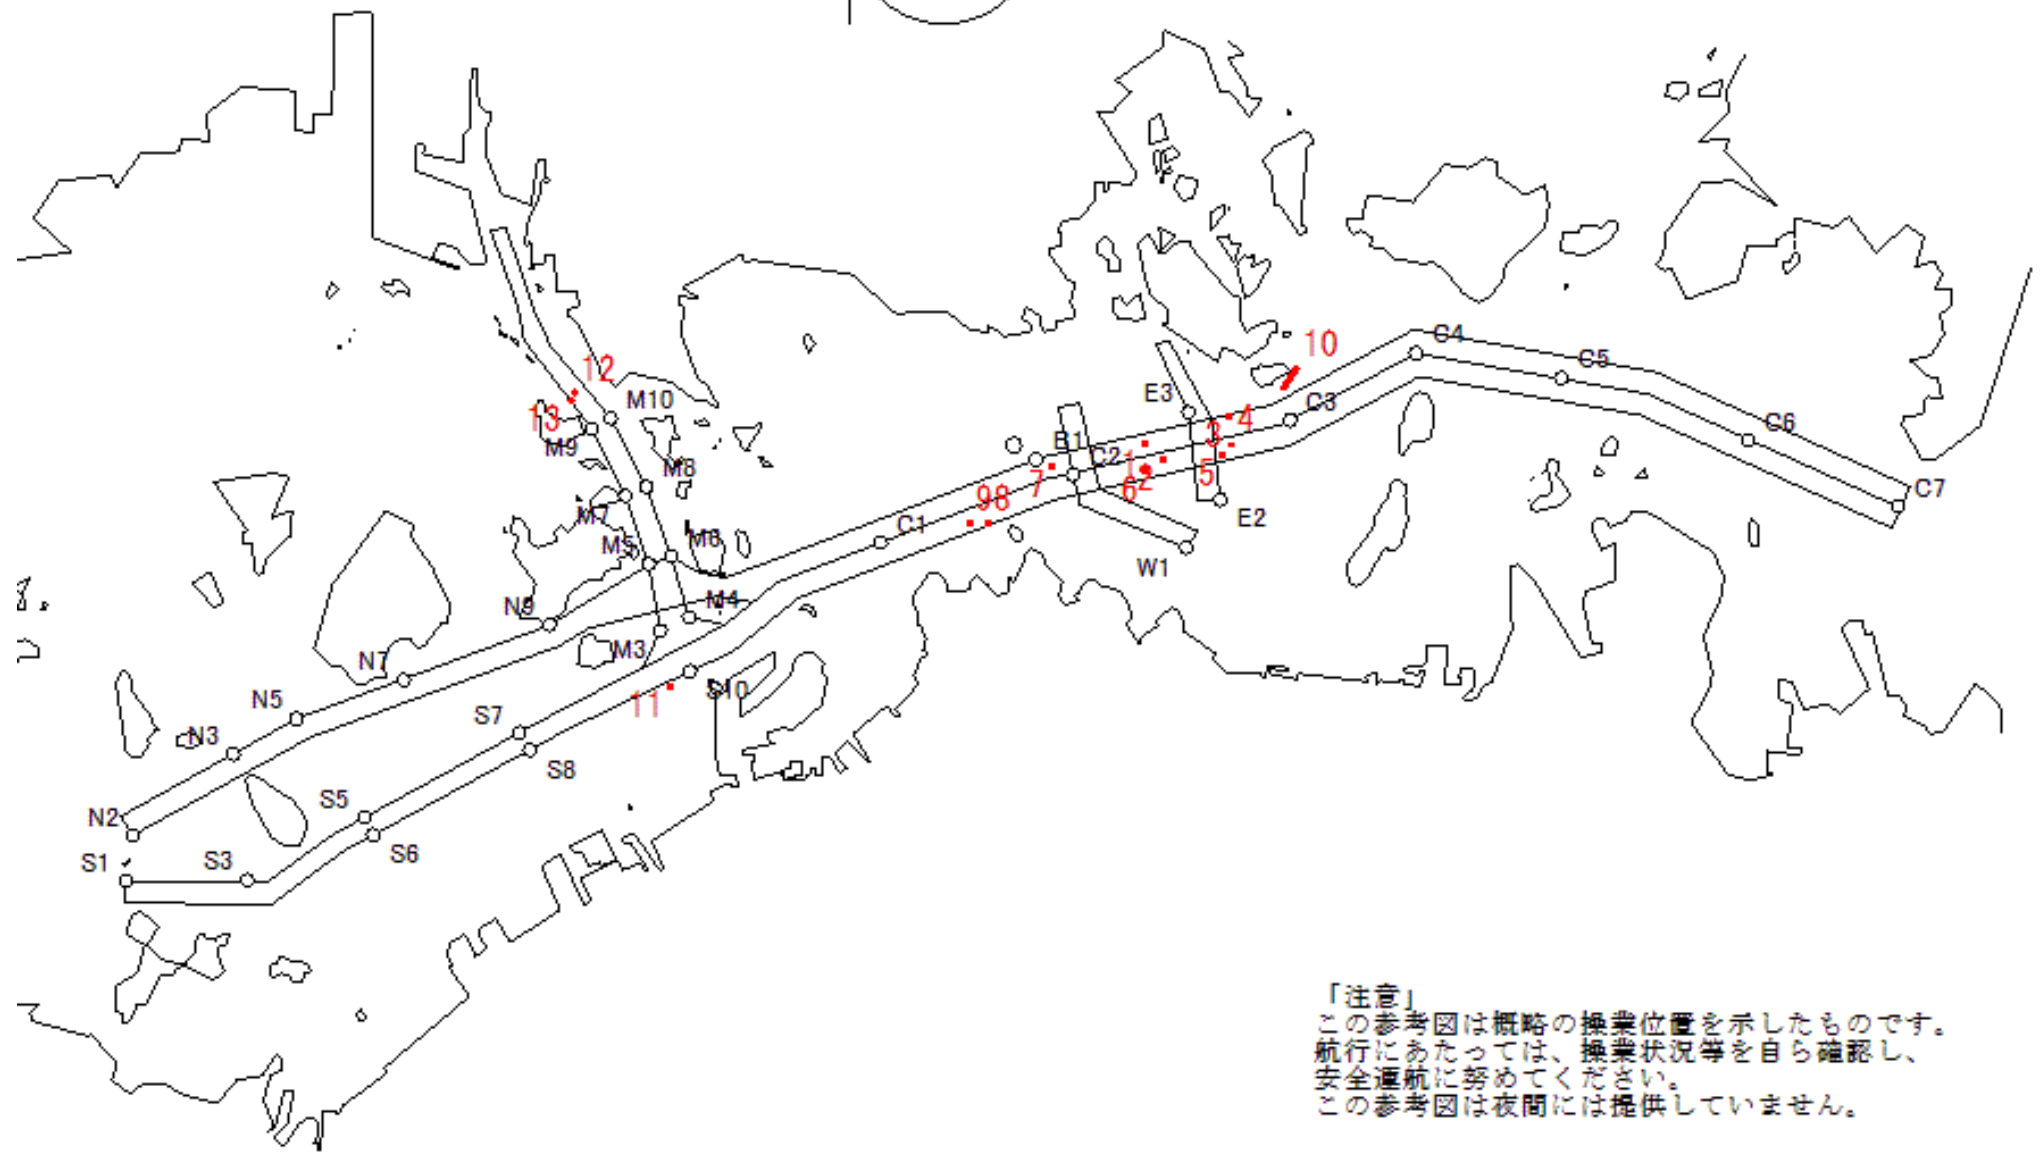 10
C4
C5
12
M10
E3
4
C3
13
3
C6
M9
B1
M8
C2
1
5
7
2
6
C7
M7
98
E2
C1
M5
M6
W1
N9
M4
M3
N7
N5
11
S10
S7
N3
S8
S5
N2
S1
S3
S6
「注意」
この参考図は概略の操業位置を示したものです。
航行にあたっては、操業状況等を自ら確認し、
安全運航に努めてください。
この参考図は夜間には提供していません。